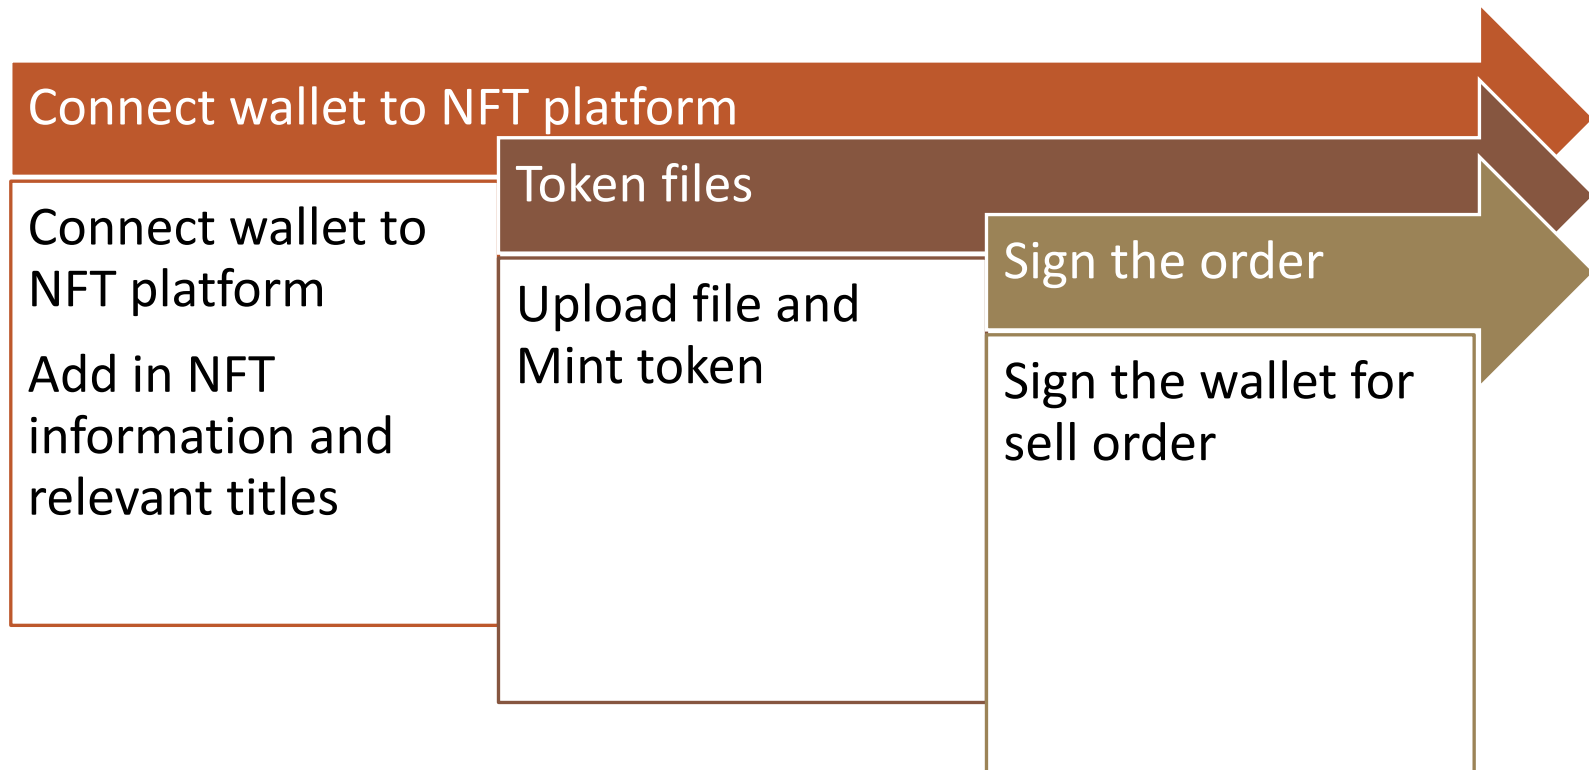 Connect wallet to NFT platform
Connect wallet to
NFT platform
Add in NFT
information and
relevant titles
Token files
Upload file and
Mint token
Sign the order
Sign the wallet for
sell order